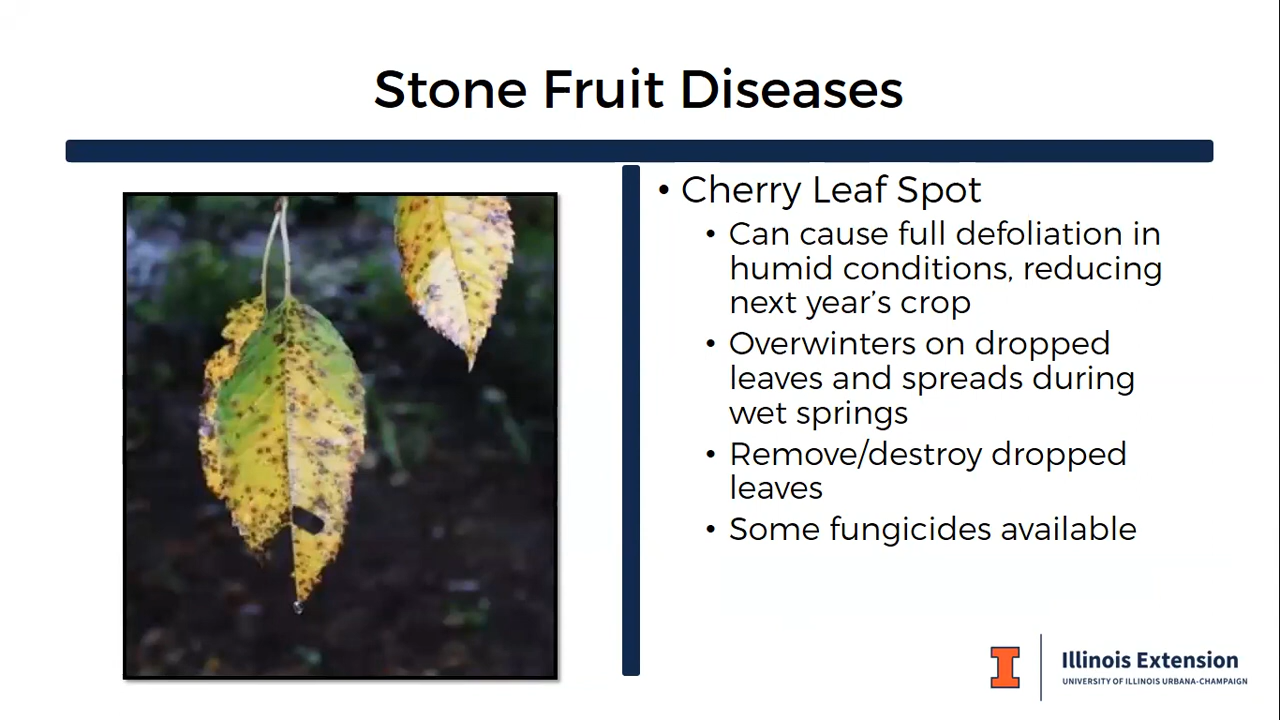 Stone Fruit Diseases
• Cherry Leaf Spot
• Can cause full defoliation in
humid conditions, reducing
next year’s crop
• Overwinters on dropped
leaves and spreads during
wet springs
• Remove/destroy dropped
leaves
• Some fungicides available
Illinois Extension
UNIVERSITY OF ILLINOIS URBANA-CHAMPAIGN